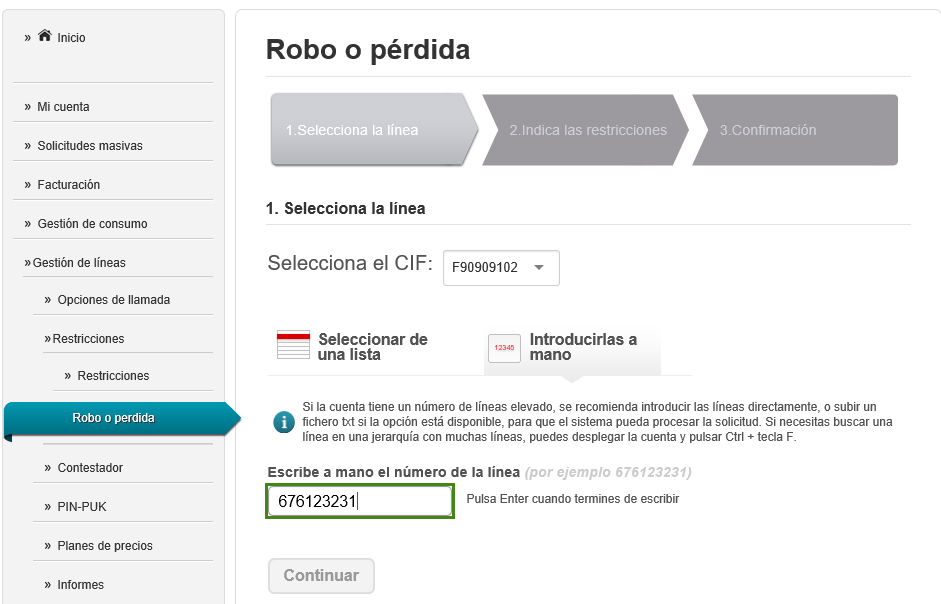 » Inicio
» Mi cuenta
» Solicitudes masivas
» Facturación
» Gestión de consumo
» Gestión de líneas
» Opciones de llamada
» Restricciones
» Restricciones
Robo o perdida
» Contestador
» PIN-PUK
» Planes de precios
» Informes
Robo o pérdida
1.Selecciona la línea
2.Indica las restricciones
3.Confirmación
1. Selecciona la línea
Selecciona el CIF: F90909102
Seleccionar de
una lista
12345
Introducirlas a
mano
Si la cuenta tiene un número de líneas elevado, se recomienda introducir las líneas directamente, o subir un
fichero txt si la opción está disponible, para que el sistema pueda procesar la solicitud. Si necesitas buscar una
línea en una jerarquía con muchas líneas, puedes desplegar la cuenta y pulsar Ctrl + tecla F.
Escribe a mano el número de la línea (por ejemplo 676123231)
676123231
Pulsa Enter cuando termines de escribir
Continuar